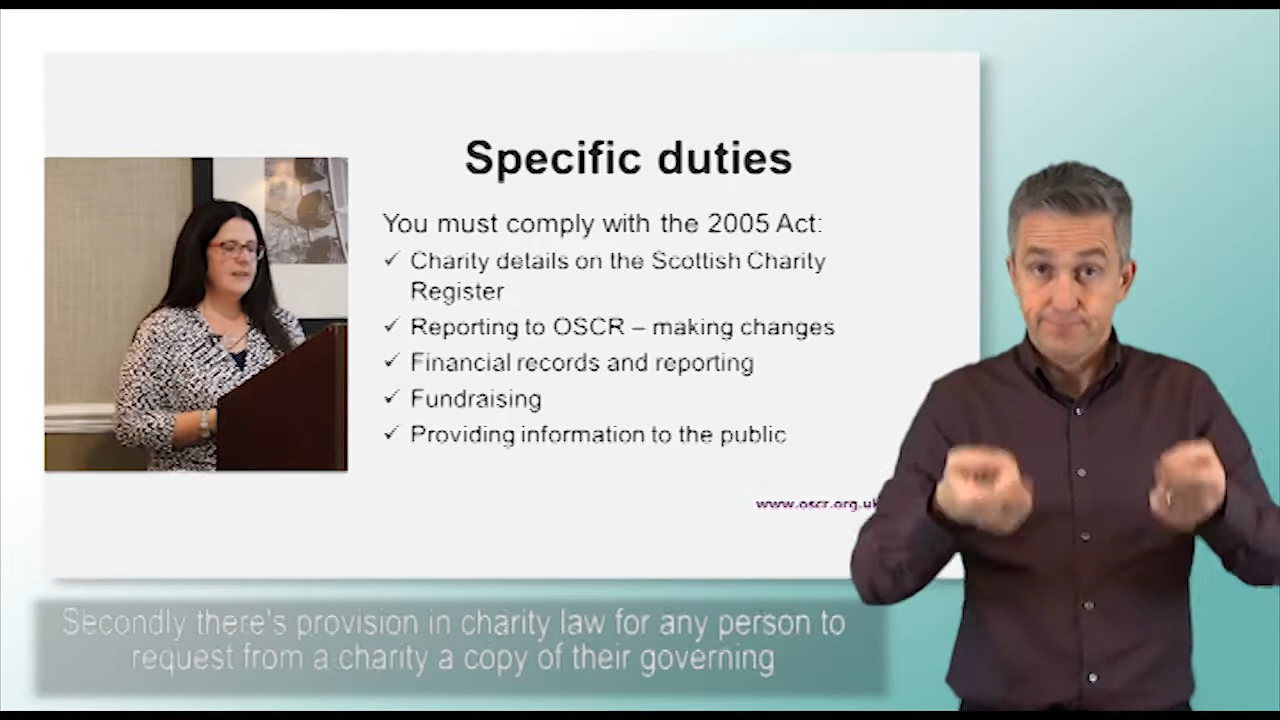 Specific duties
You must comply with the 2005 Act:
✓ Charity details on the Scottish Charity
Register
✓ Reporting to OSCR – making changes
✓ Financial records and reporting
✓ Fundraising
✓ Providing information to the public
www.oscr.org.uk
Secondly there's provision in charity law for any person to
request from a charity a copy of their governing